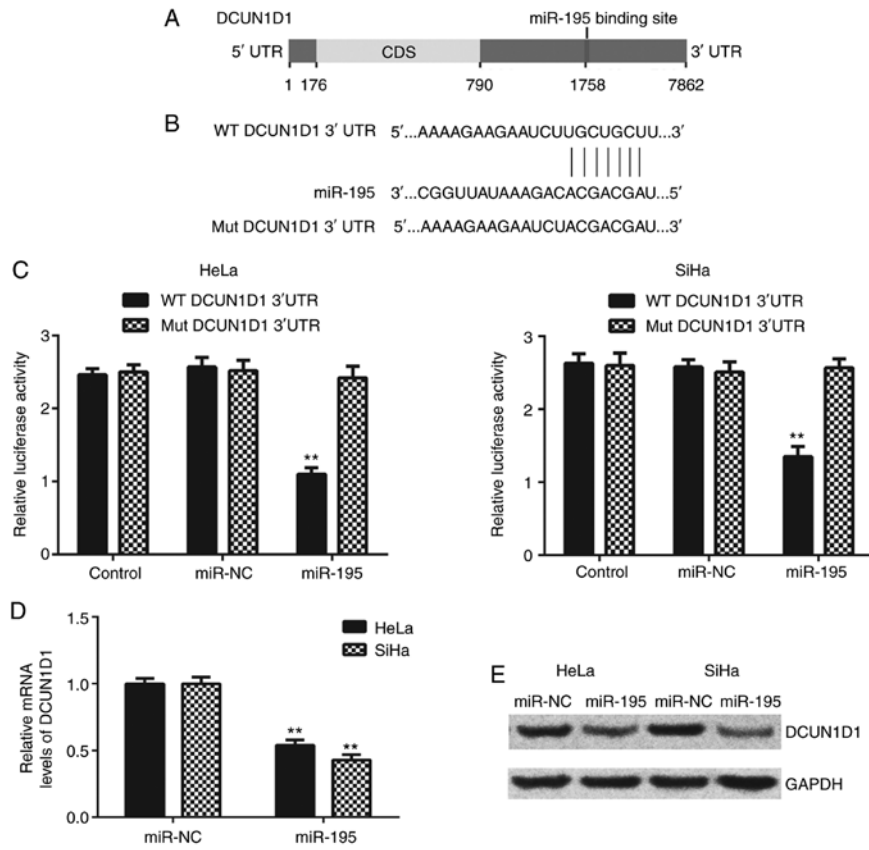 A
DCUN1D1
miR-195 binding site
5′ UTR
CDS
3′ UTR
1 176 790 1758 7862
B
WT DCUN1D1 3′ UTR 5′...AAAAGAAGAAUCUUUGCUGCUU...3′
miR-195 3′...CGGUUAUAAAGACACGACGAU...5′
Mut DCUN1D1 3′ UTR 5′...AAAAGAAGAAUCUACGACGAU...3′
C
HeLa
WT DCUN1D1 3′UTR
Mut DCUN1D1 3′UTR
Relative luciferase activity
3
2
1
0
**
Control miR-NC miR-195
SiHa
WT DCUN1D1 3′UTR
Mut DCUN1D1 3′UTR
Relative luciferase activity
3
2
1
0
**
Control miR-NC miR-195
D
HeLa
SiHa
Relative mRNA
levels of DCUN1D1
1.5
1.0
0.5
0.0
**
**
miR-NC miR-195
E
HeLa SiHa
miR-NC miR-195 miR-NC miR-195
DCUN1D1
GAPDH